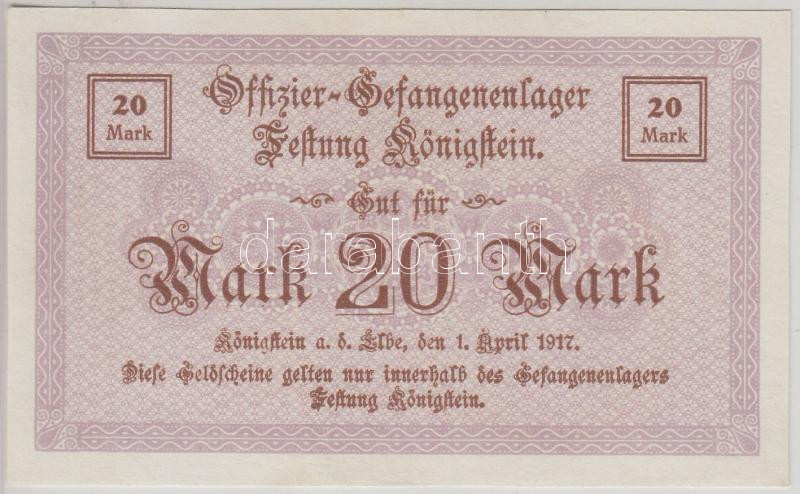 20
Mark
Offizier-Gefangenenlager
Festung Königstein.
20
Mark
Gut für
Mark 20 Mark
darabanth
Königstein a. d. Elbe, den 1. April 1917.
Diese Geldscheine gelten nur innerhalb des Gefangenenlagers
Festung Königstein.